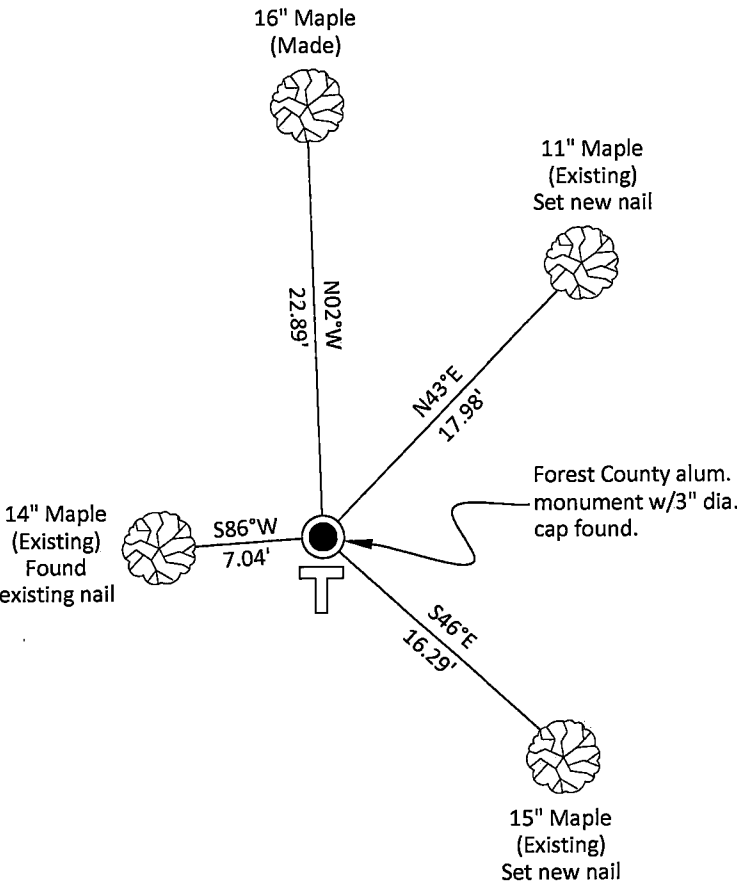 16" Maple
(Made)
11" Maple
(Existing)
Set new nail
N02°W
22.89'
N43°E
17.98'
Forest County alum.
monument w/3" dia.
cap found.
14" Maple
(Existing)
Found
existing nail
S86°W
7.04'
T
S46°E
16.29'
15" Maple
(Existing)
Set new nail